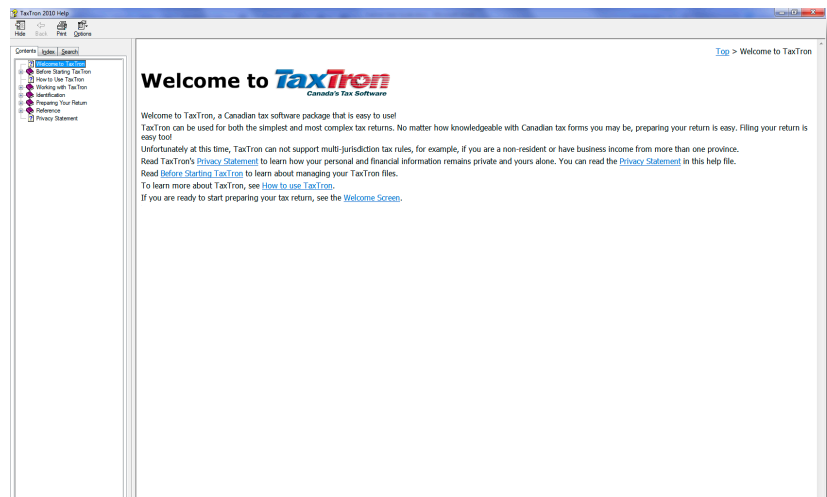 TaxTron 2010 Help
Hide Back Print Options
Contents Index Search
Welcome to TaxTron
Before Starting TaxTron
How to Use TaxTron
Working with TaxTron
Identification
Preparing Your Return
Reference
Privacy Statement
Top > Welcome to TaxTron
Welcome to TaxTron
Canada's Tax Software
Welcome to TaxTron, a Canadian tax software package that is easy to use!
TaxTron can be used for both the simplest and most complex tax returns. No matter how knowledgeable with Canadian tax forms you may be, preparing your return is easy. Filing your return is
easy too!
Unfortunately at this time, TaxTron can not support multi-jurisdiction tax rules, for example, if you are a non-resident or have business income from more than one province.
Read TaxTron's Privacy Statement to learn how your personal and financial information remains private and yours alone. You can read the Privacy Statement in this help file.
Read Before Starting TaxTron to learn about managing your TaxTron files.
To learn more about TaxTron, see How to use TaxTron.
If you are ready to start preparing your tax return, see the Welcome Screen.